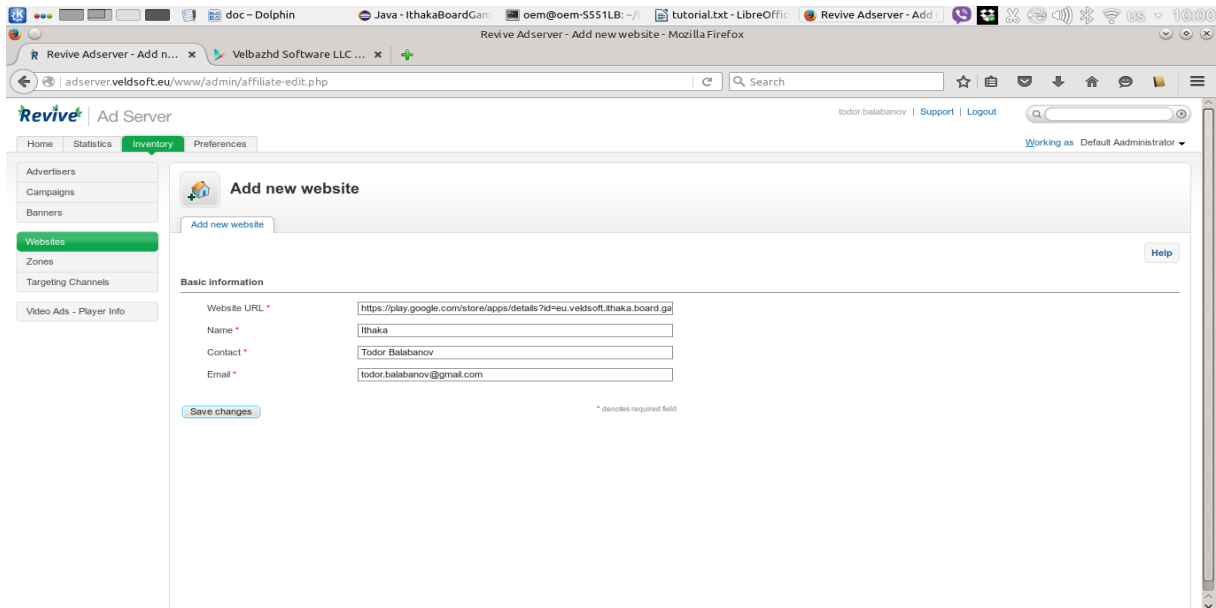 doc – Dolphin
Java - IthakaBoardGam
oem@oem-S551LB: ~/
tutorial.txt - LibreOffic
Revive Adserver - Add
us
10:00
Revive Adserver - Add new website - Mozilla Firefox
Revive Adserver - Add n...
Velbazhd Software LLC ...
adserver.veldsoft.eu/www/admin/affiliate-edit.php
Search
Revive | Ad Server
todor.balabanov | Support | Logout
Home Statistics Inventory Preferences
Working as Default Aadministrator
Advertisers
Campaigns
Banners
Websites
Zones
Targeting Channels
Video Ads - Player Info
Add new website
Add new website
Help
Basic information
Website URL * https://play.google.com/store/apps/details?id=eu.veldsoft.ithaka.board.ga
Name * Ithaka
Contact * Todor Balabanov
Email * todor.balabanov@gmail.com
Save changes
* denotes required field